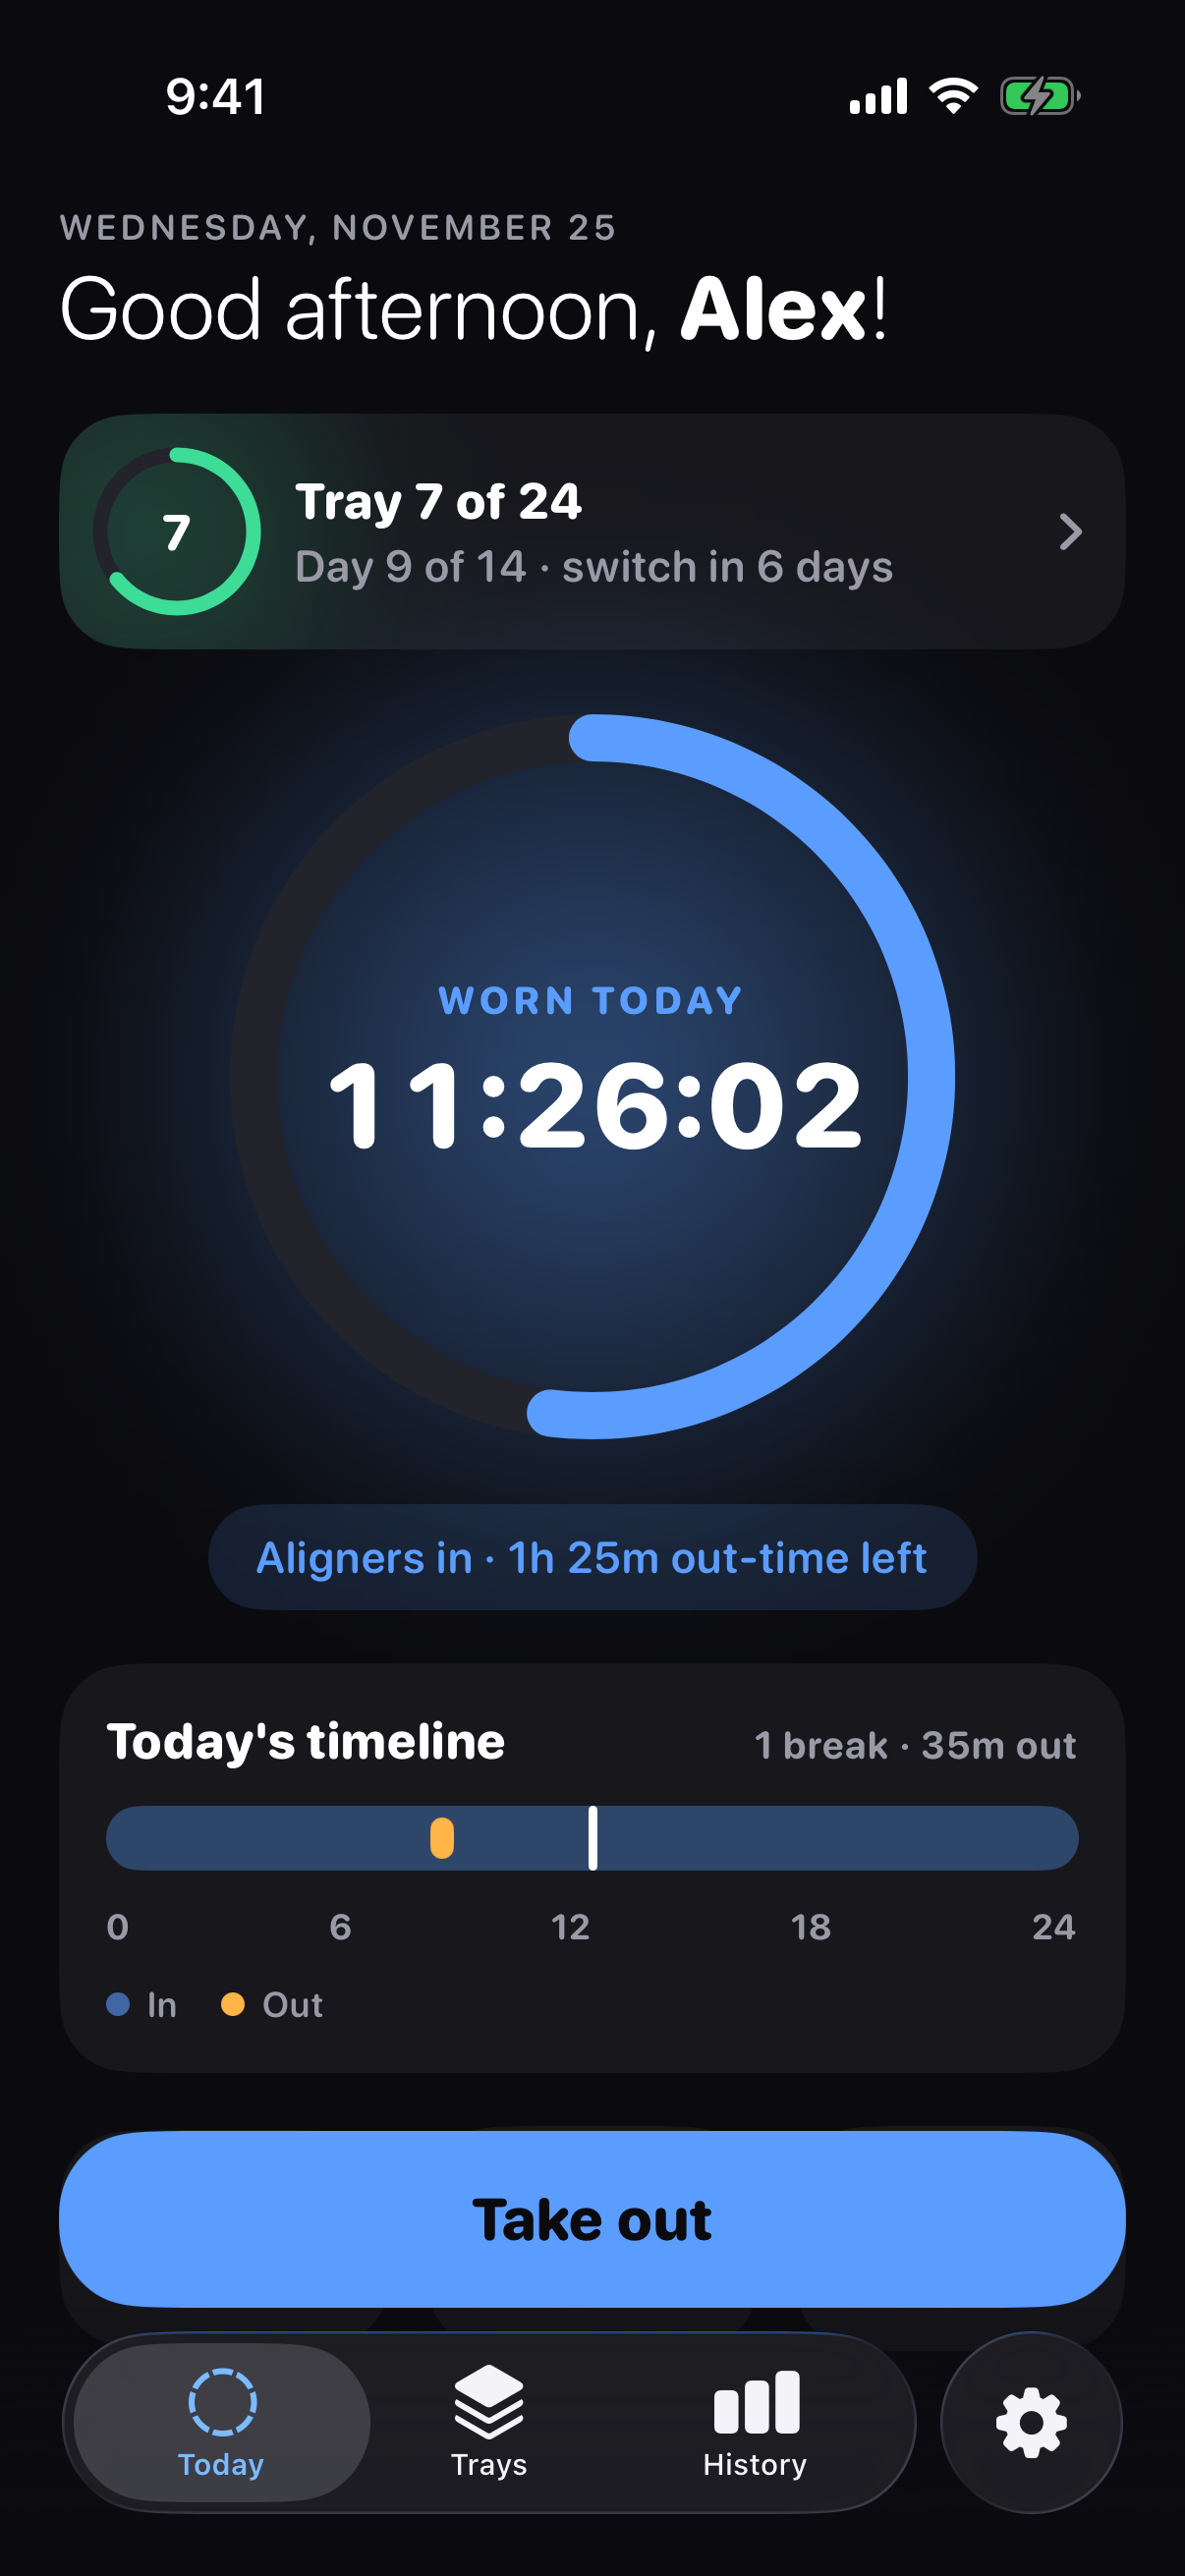 9:41
WEDNESDAY, NOVEMBER 25
Good afternoon, Alex!
7
Tray 7 of 24
Day 9 of 14 · switch in 6 days
WORN TODAY
11:26:02
Aligners in · 1h 25m out-time left
Today's timeline
1 break · 35m out
0 6 12 18 24
In Out
Take out
Today Trays History